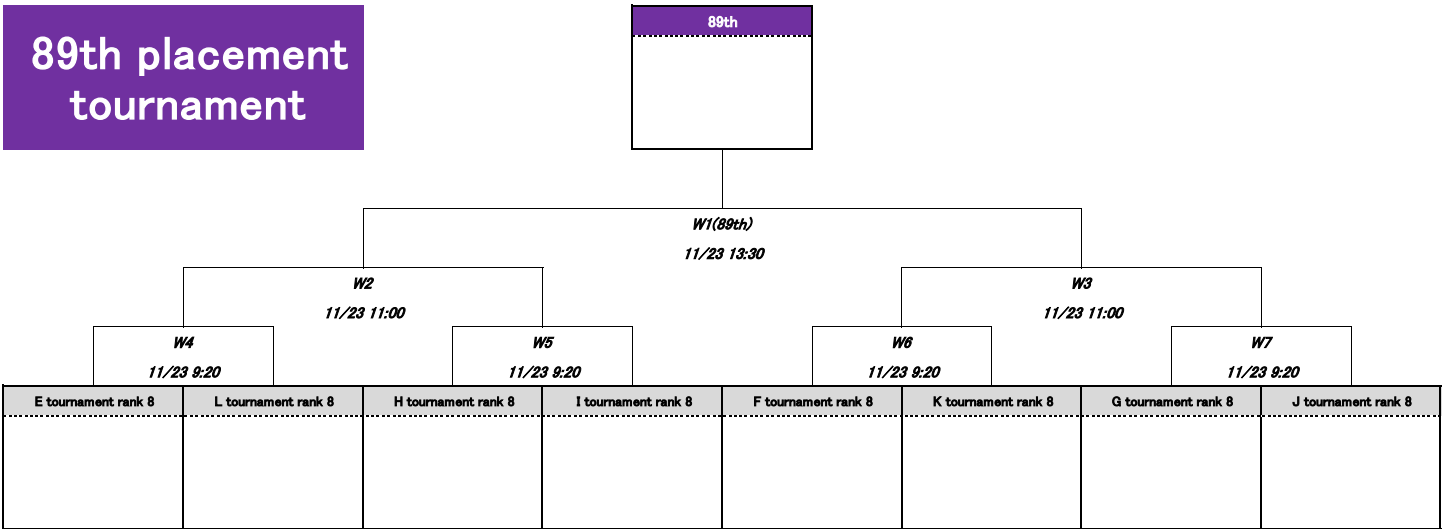 89th placement
tournament
89th
W1(89th)
11/23 13:30
W2
11/23 11:00
W3
11/23 11:00
W4
11/23 9:20
W5
11/23 9:20
W6
11/23 9:20
W7
11/23 9:20
E tournament rank 8
L tournament rank 8
H tournament rank 8
I tournament rank 8
F tournament rank 8
K tournament rank 8
G tournament rank 8
J tournament rank 8